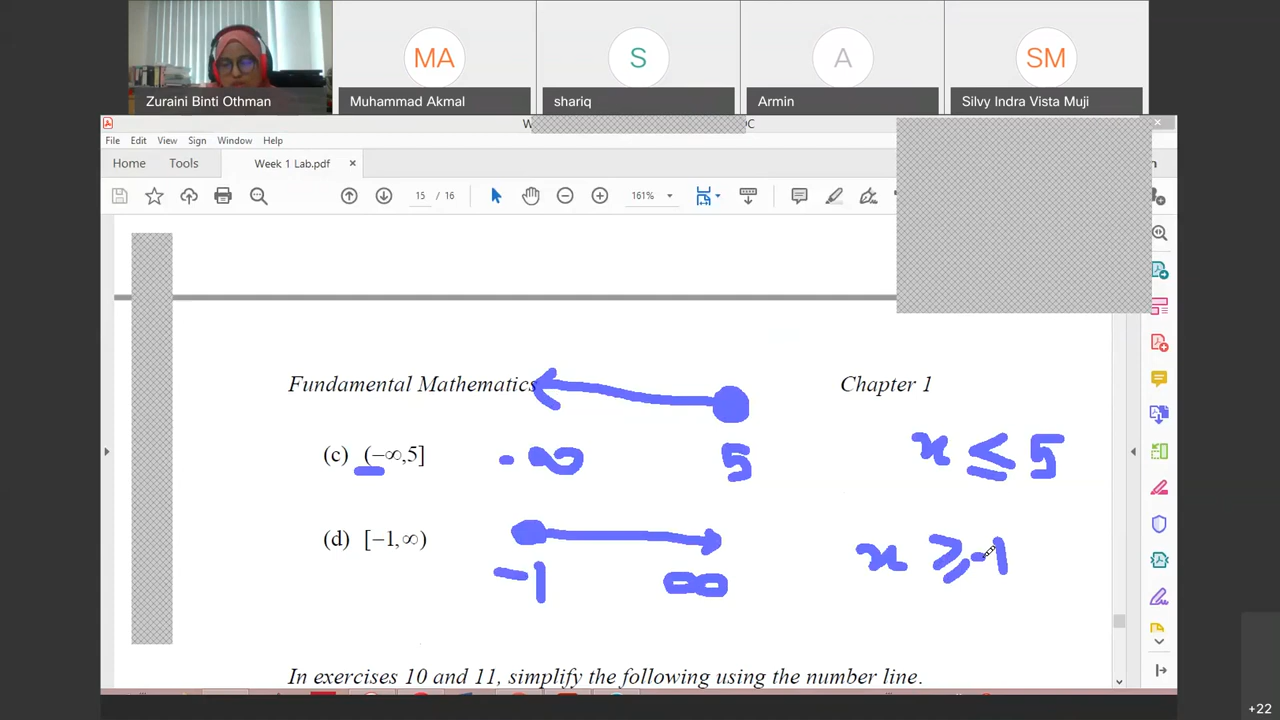 MA S A SM
Zuraini Binti Othman Muhammad Akmal shariq Armin Silvy Indra Vista Muji
File Edit View Sign Window Help
Home Tools Week 1 Lab.pdf ×
15 / 16 161%
Fundamental Mathematics Chapter 1
(c) (−∞,5] - ∞ 5 x ≤ 5
(d) [−1,∞) -1 ∞ x ≥ -1
In exercises 10 and 11, simplify the following using the number line.
+22